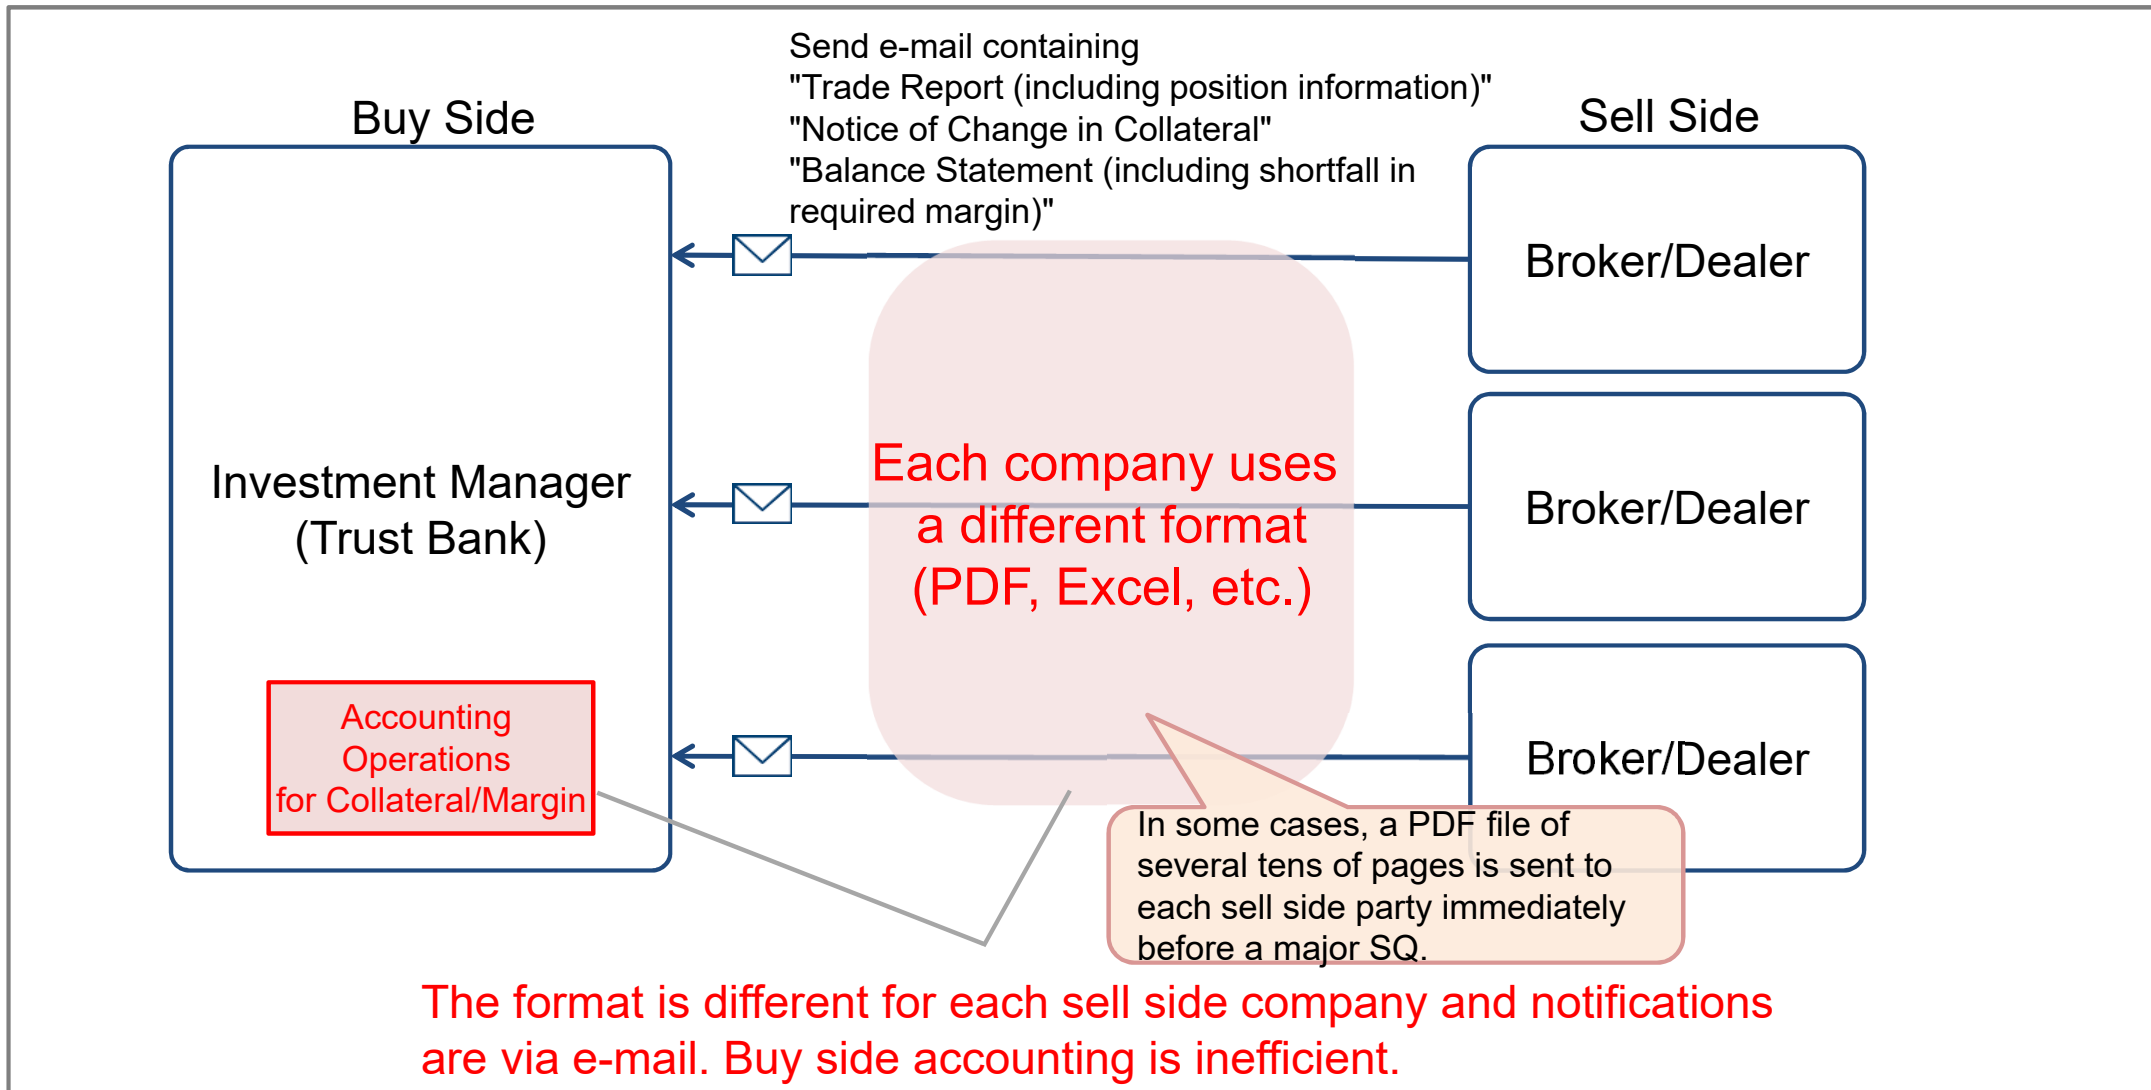 Send e-mail containing
"Trade Report (including position information)"
"Notice of Change in Collateral"
"Balance Statement (including shortfall in
required margin)"
Buy Side
Sell Side
Investment Manager
(Trust Bank)
Accounting
Operations
for Collateral/Margin
Each company uses
a different format
(PDF, Excel, etc.)
Broker/Dealer
Broker/Dealer
Broker/Dealer
In some cases, a PDF file of
several tens of pages is sent to
each sell side party immediately
before a major SQ.
The format is different for each sell side company and notifications
are via e-mail. Buy side accounting is inefficient.